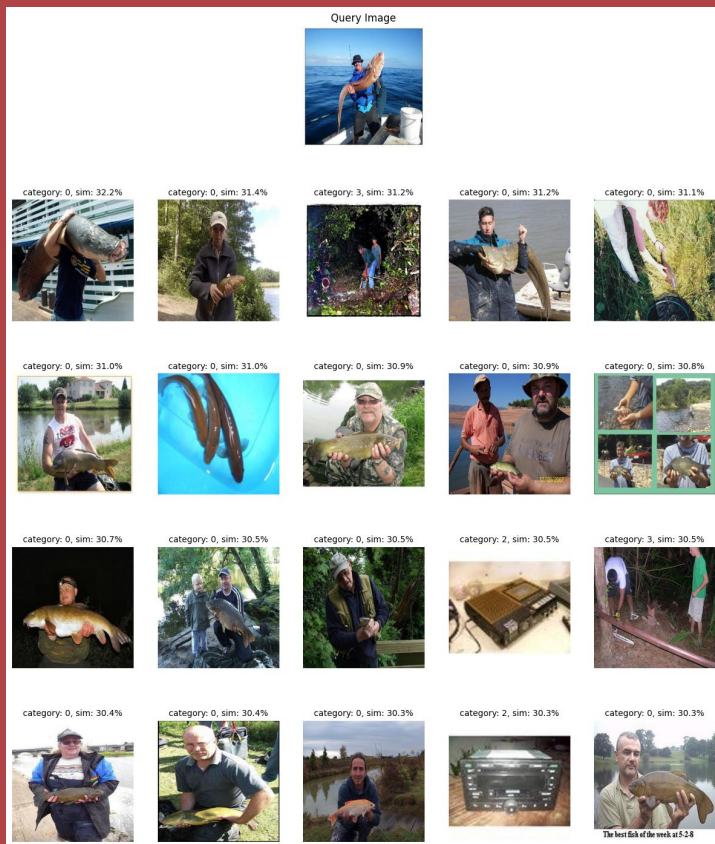 Query Image
category: 0, sim: 32.2%
category: 0, sim: 31.4%
category: 3, sim: 31.2%
category: 0, sim: 31.2%
category: 0, sim: 31.1%
category: 0, sim: 31.0%
category: 0, sim: 31.0%
category: 0, sim: 30.9%
category: 0, sim: 30.9%
category: 0, sim: 30.8%
category: 0, sim: 30.7%
category: 0, sim: 30.5%
category: 0, sim: 30.5%
category: 2, sim: 30.5%
category: 3, sim: 30.5%
category: 0, sim: 30.4%
category: 0, sim: 30.4%
category: 0, sim: 30.3%
category: 2, sim: 30.3%
category: 0, sim: 30.3%
The best fish of the week at 5-2-8